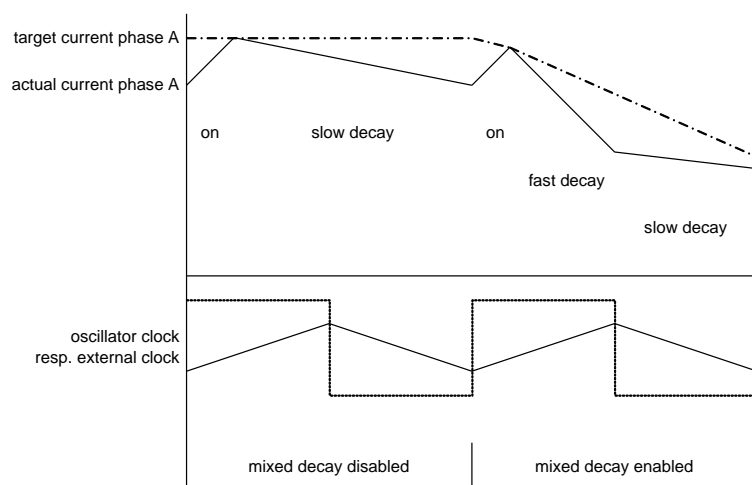 target current phase A
actual current phase A
on
slow decay
on
fast decay
slow decay
oscillator clock
resp. external clock
mixed decay disabled
mixed decay enabled